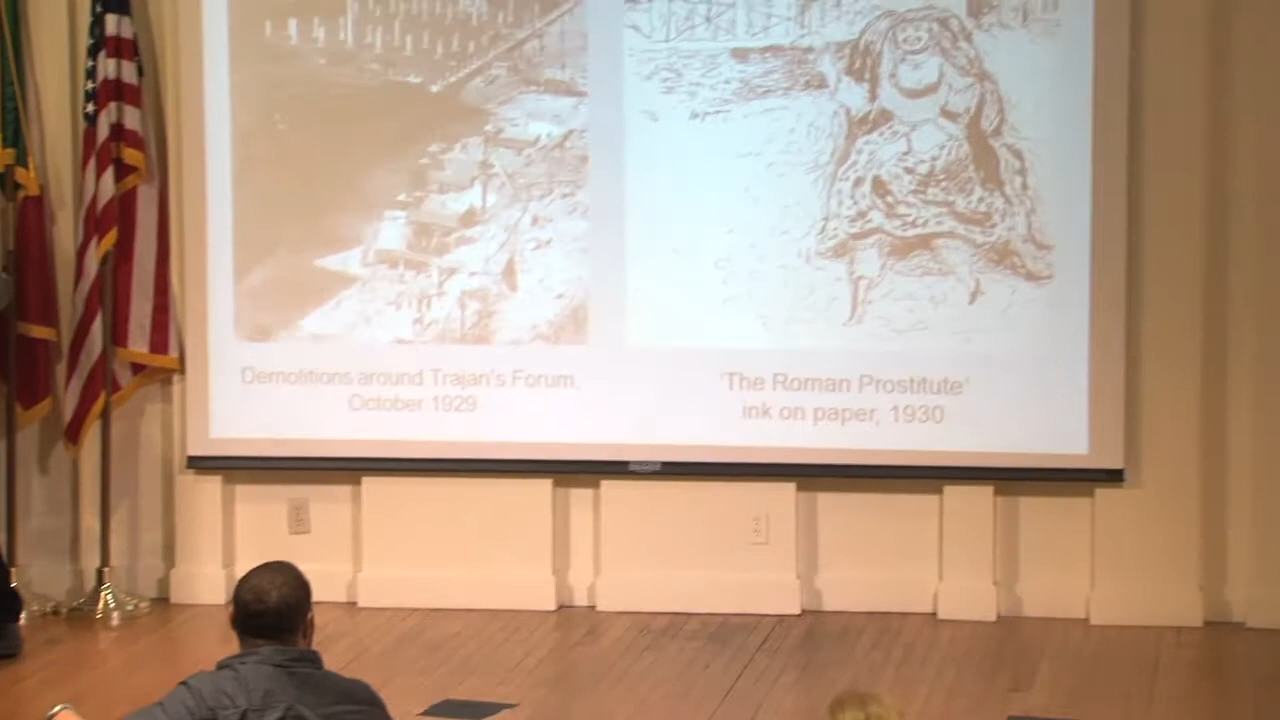 Demolitions around Trajan's Forum,
October 1929
'The Roman Prostitute'
ink on paper, 1930